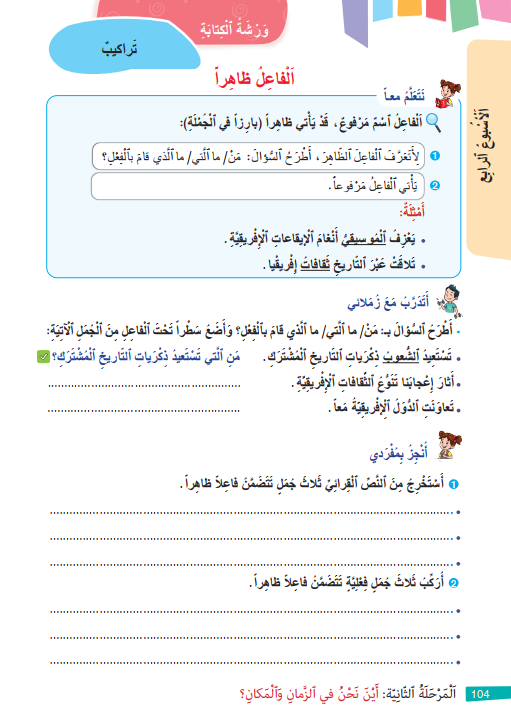 وَرْشَةُ ٱلْكِتابَةِ
تَراكيبٌ
ٱلْأُسْبوعُ ٱلرّابِع
اَلْفاعِلُ ظاهِراً
نَتَعَلَّمُ مَعاً
اَلْفاعِلُ ٱسْمٌ مَرْفوعٌ، قَدْ يَأْتي ظاهِراً (بارِزاً في ٱلْجُمْلَةِ):
1 لِأَتَعَرَّفَ ٱلْفاعِلَ ٱلظّاهِرَ، أَطْرَحُ ٱلسُّؤالَ: مَنْ/ ما ٱلَّتي/ ما ٱلَّذي قامَ بِٱلْفِعْلِ؟
2 يَأْتي ٱلْفاعِلُ مَرْفوعاً.
أَمْثِلَةٌ:
• يَعْزِفُ ٱلْموسيقِيُّ أَنْغامَ ٱلْإيقاعاتِ ٱلْإِفْريقِيَّةِ.
• تَلاقَتْ عَبْرَ ٱلتّاريخِ ثَقافاتُ إِفْريقْيا.
أَتَدَرَّبُ مَعَ زُمَلائي
- أَطْرَحُ ٱلسُّؤالَ بِـ: مَنْ/ ما ٱلَّتي/ ما ٱلَّذي قامَ بِٱلْفِعْلِ؟ وَأَضَعُ سَطْراً تَحْتَ ٱلْفاعِلِ مِنَ ٱلْجُمَلِ ٱلْآتِيَةِ:
• تَسْتَعيدُ ٱلشُّعوبُ ذِكْرَياتِ ٱلتّاريخِ ٱلْمُشْتَرَكِ. مَنِ ٱلَّتي تَسْتَعيدُ ذِكْرَياتِ ٱلتّاريخِ ٱلْمُشْتَرَكِ؟
• أَثارَ إِعْجابَنا تَنَوُّعُ ٱلثَّقافاتِ ٱلْإِفْريقِيَّةِ. ........................................
• تَعاوَنَتِ ٱلدُّوَلُ ٱلْإِفْريقِيَّةُ مَعاً. ........................................
أُنْجِزُ بِمُفْرَدي
1 أَسْتَخْرِجُ مِنَ ٱلنَّصِّ ٱلْقِرائِيِّ ثَلاثَ جُمَلٍ تَتَضَمَّنُ فاعِلاً ظاهِراً.
• ........................................
• ........................................
• ........................................
2 أُرَكِّبُ ثَلاثَ جُمَلٍ فِعْلِيَّةٍ تَتَضَمَّنُ فاعِلاً ظاهِراً.
• ........................................
• ........................................
• ........................................
104 اَلْمَرْحَلَةُ ٱلثّانِيَةُ: أَيْنَ نَحْنُ في ٱلزَّمانِ وَٱلْمَكانِ؟